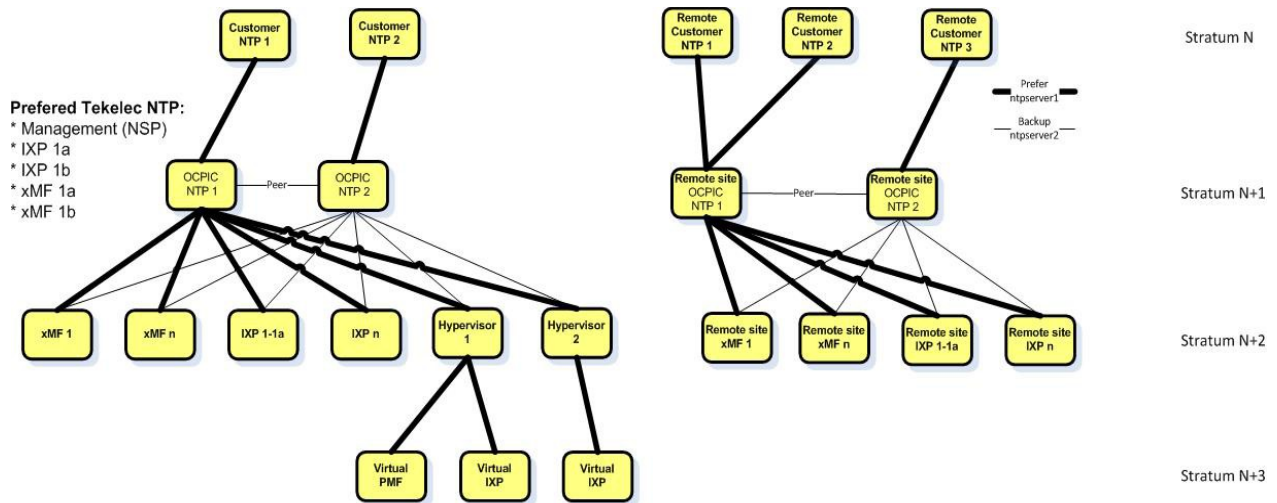 Customer
NTP 1
Customer
NTP 2
Remote
Customer
NTP 1
Remote
Customer
NTP 2
Remote
Customer
NTP 3
Stratum N
Prefer
ntpserver1
Backup
ntpserver2
Prefered Tekelec NTP:
* Management (NSP)
* IXP 1a
* IXP 1b
* xMF 1a
* xMF 1b
OCPIC
NTP 1
Peer
OCPIC
NTP 2
Remote site
OCPIC
NTP 1
Peer
Remote site
OCPIC
NTP 2
Stratum N+1
xMF 1
xMF n
IXP 1-1a
IXP n
Hypervisor
1
Hypervisor
2
Remote site
xMF 1
Remote site
xMF n
Remote site
IXP 1-1a
Remote site
IXP n
Stratum N+2
Virtual
PMF
Virtual
IXP
Virtual
IXP
Stratum N+3